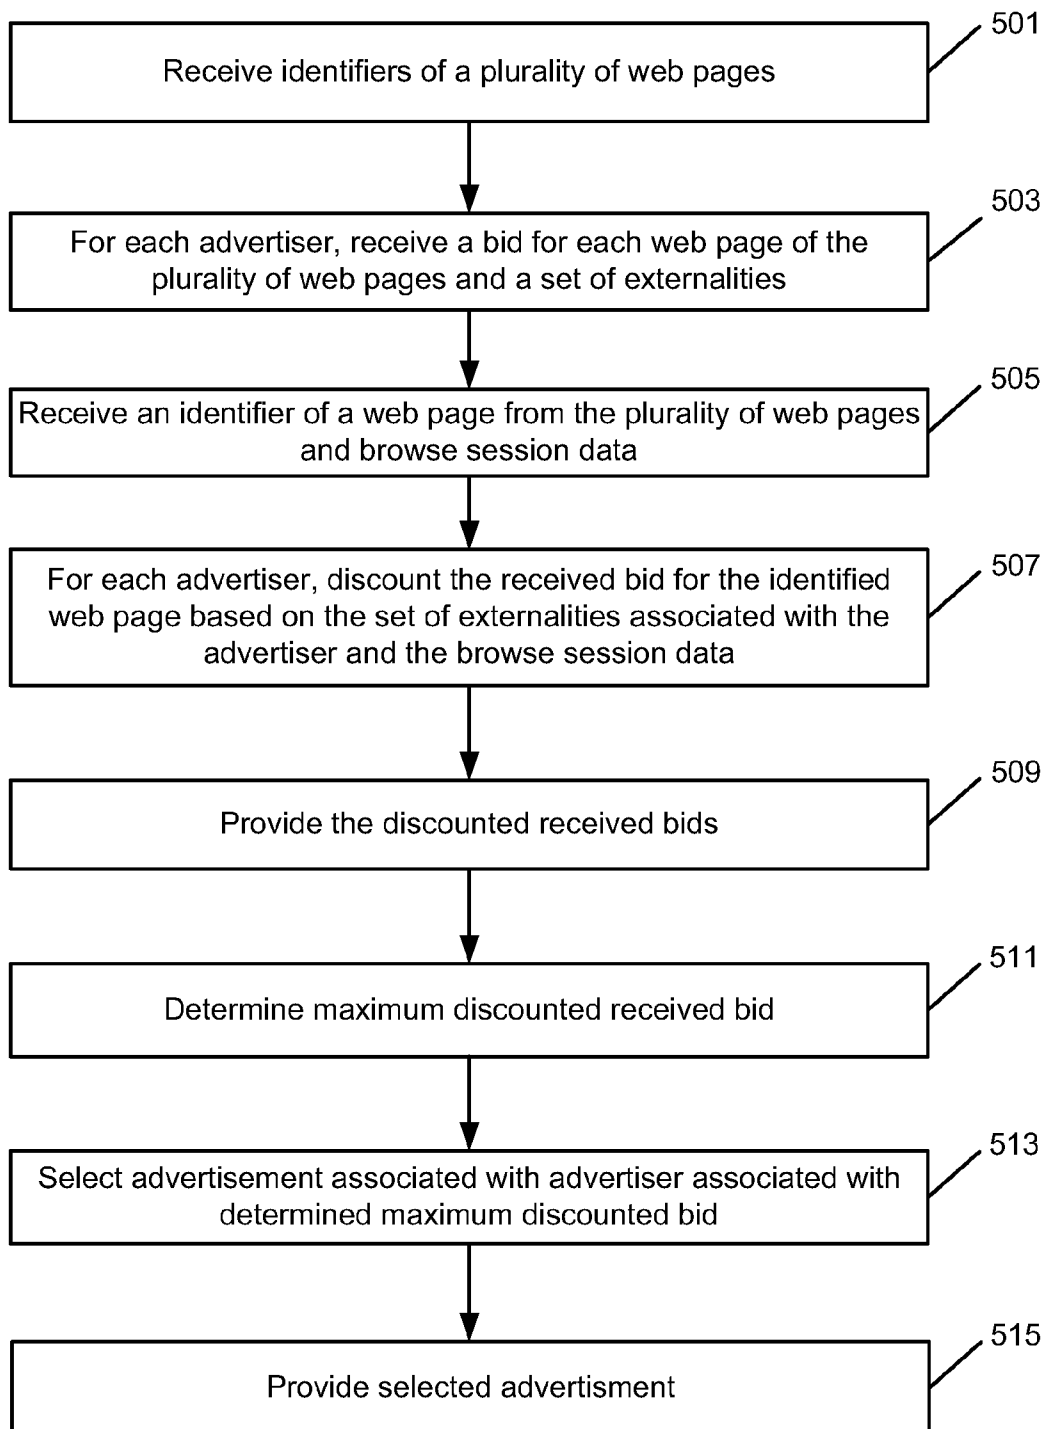 501
Receive identifiers of a plurality of web pages
503
For each advertiser, receive a bid for each web page of the
plurality of web pages and a set of externalities
505
Receive an identifier of a web page from the plurality of web pages
and browse session data
507
For each advertiser, discount the received bid for the identified
web page based on the set of externalities associated with the
advertiser and the browse session data
509
Provide the discounted received bids
511
Determine maximum discounted received bid
513
Select advertisement associated with advertiser associated with
determined maximum discounted bid
515
Provide selected advertisment